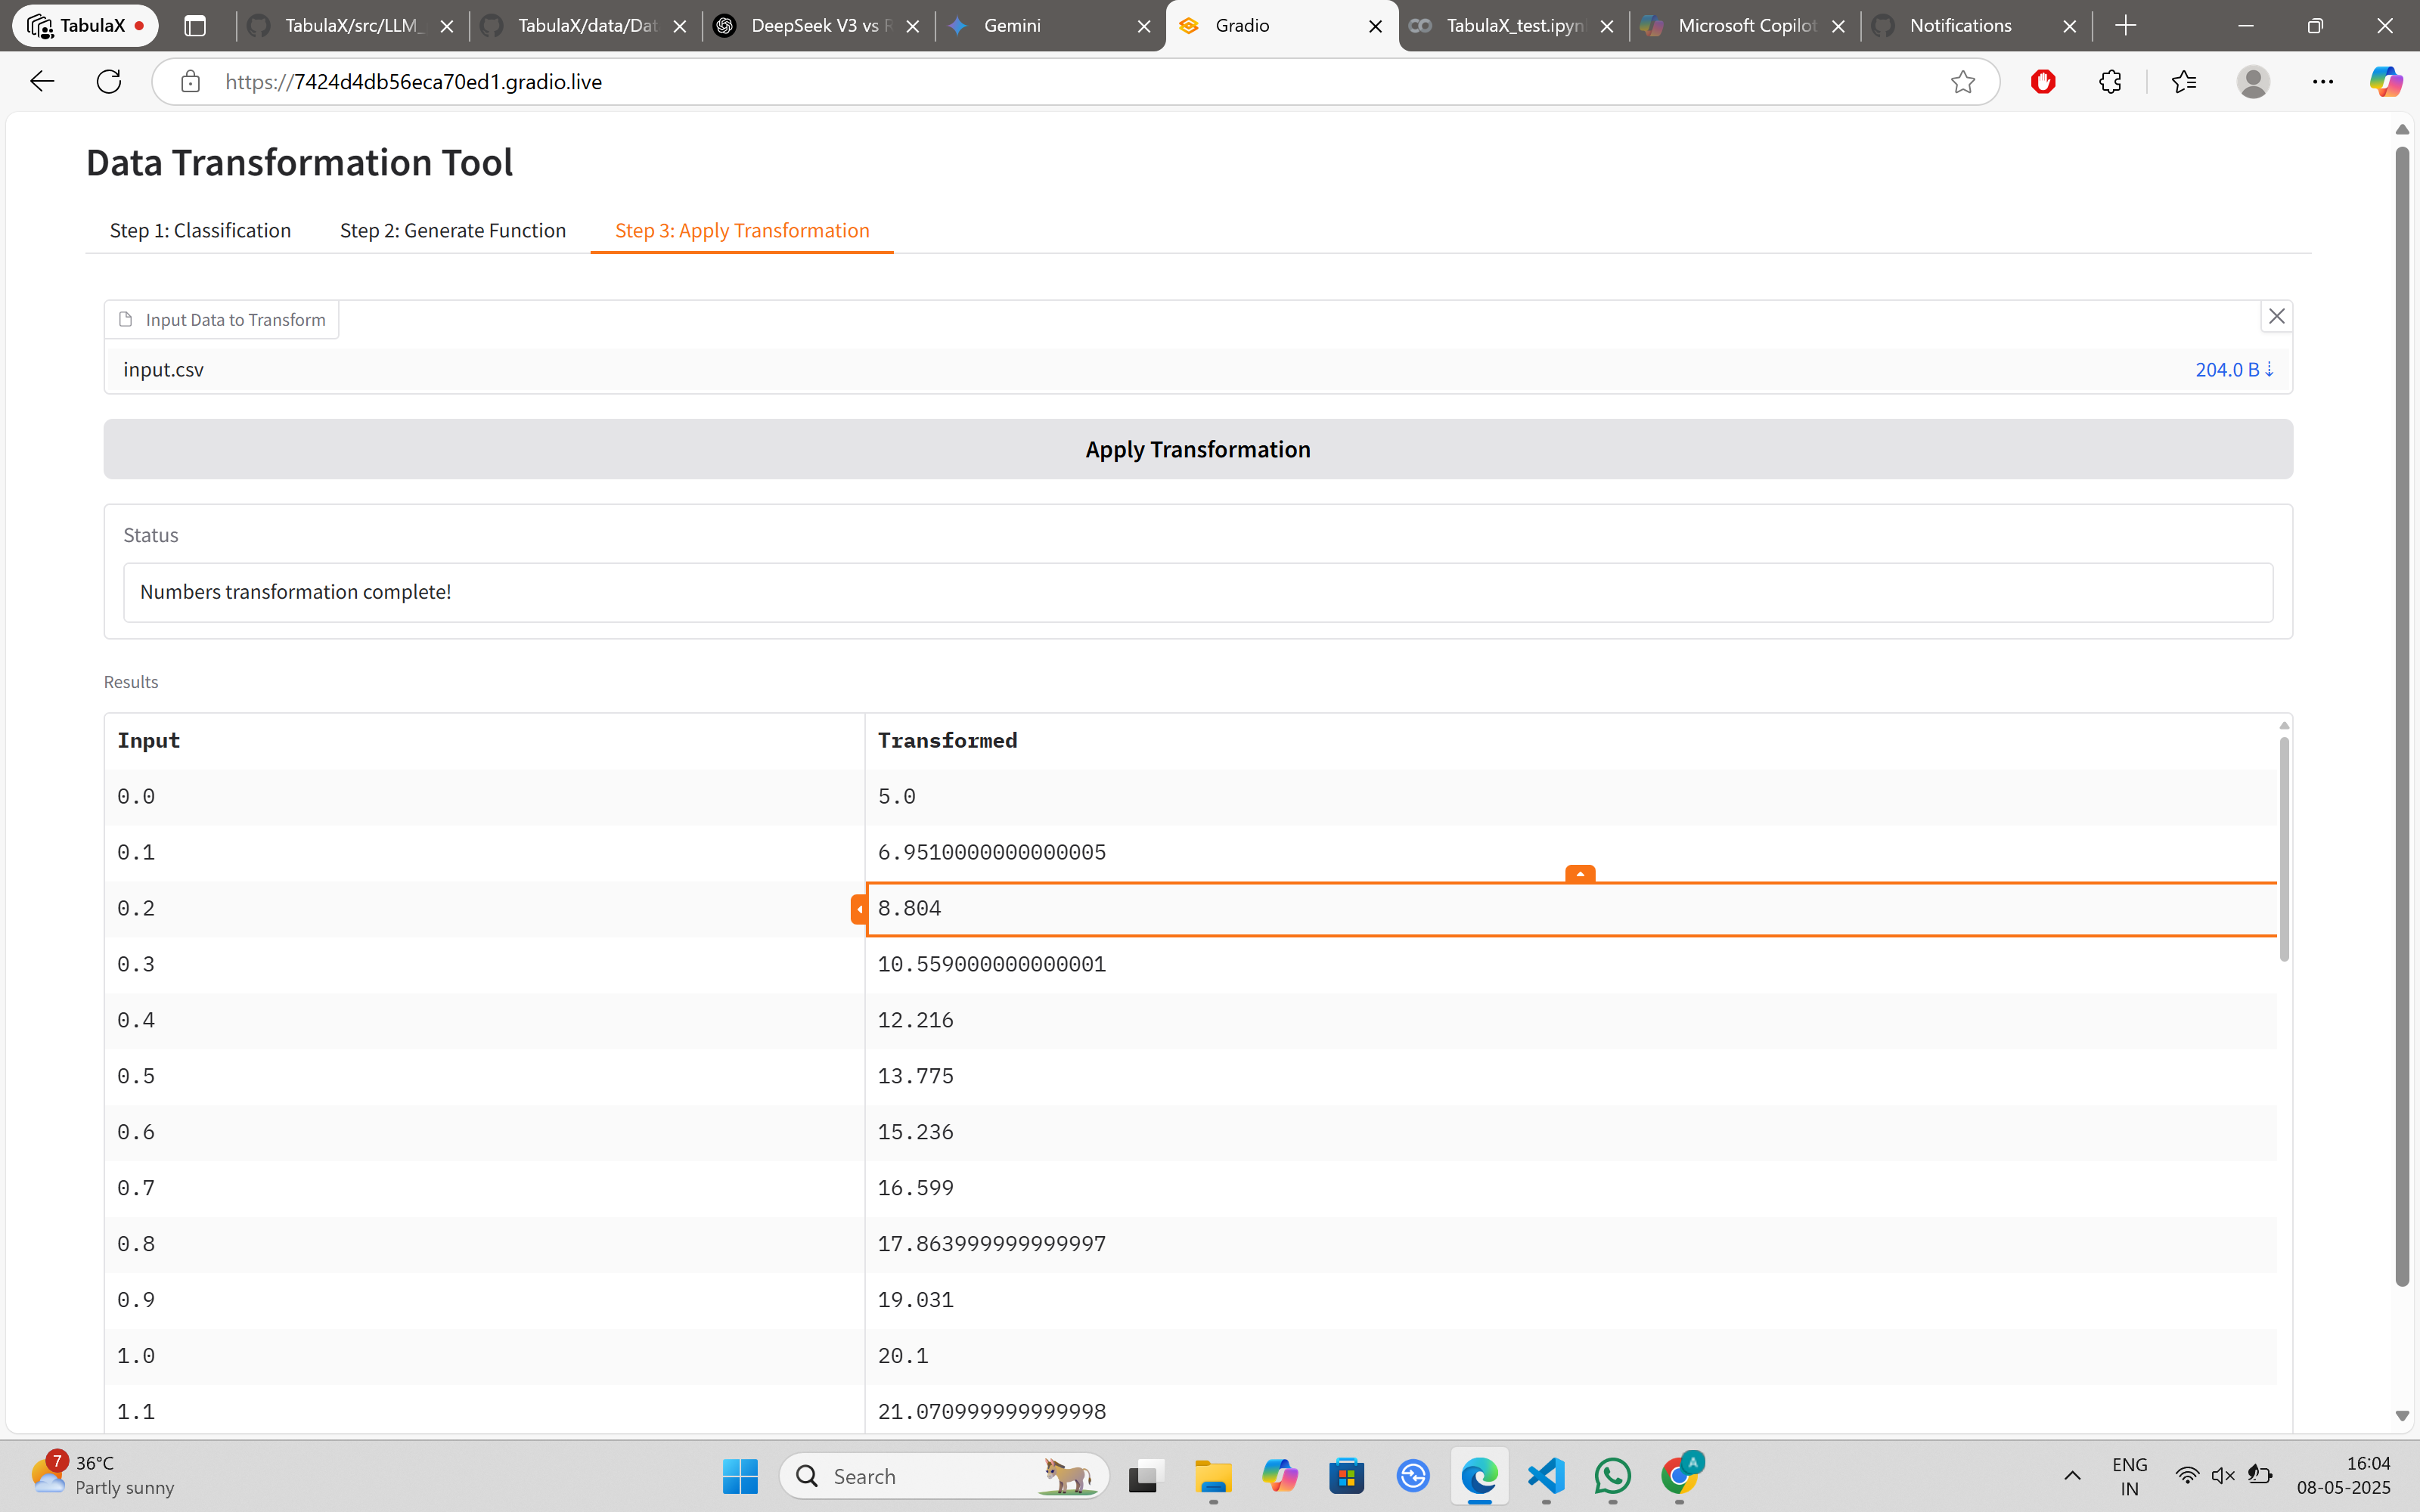 TabulaX
TabulaX/src/LLM_
TabulaX/data/Dat
DeepSeek V3 vs R
Gemini
Gradio
TabulaX_test.ipyn
Microsoft Copilot
Notifications
https://7424d4db56eca70ed1.gradio.live
Data Transformation Tool
Step 1: Classification
Step 2: Generate Function
Step 3: Apply Transformation
Input Data to Transform
input.csv
204.0 B ⇣
Apply Transformation
Status
Numbers transformation complete!
Results
Input Transformed
0.0 5.0
0.1 6.9510000000000005
0.2 8.804
0.3 10.559000000000001
0.4 12.216
0.5 13.775
0.6 15.236
0.7 16.599
0.8 17.863999999999997
0.9 19.031
1.0 20.1
1.1 21.070999999999998
7
36°C
Partly sunny
Search
A
ENG
IN
16:04
08-05-2025